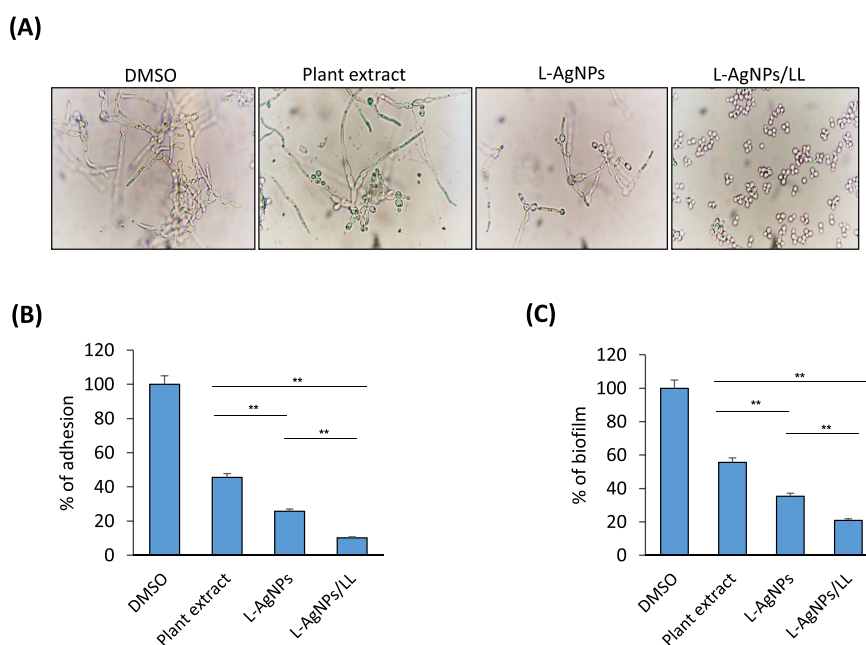 (A)
DMSO Plant extract L-AgNPs L-AgNPs/LL
(B)
120
100
80
60
40
20
0
% of adhesion
**
**
**
DMSO
Plant extract
L-AgNPs
L-AgNPs/LL
(C)
120
100
80
60
40
20
0
% of biofilm
**
**
**
DMSO
Plant extract
L-AgNPs
L-AgNPs/LL